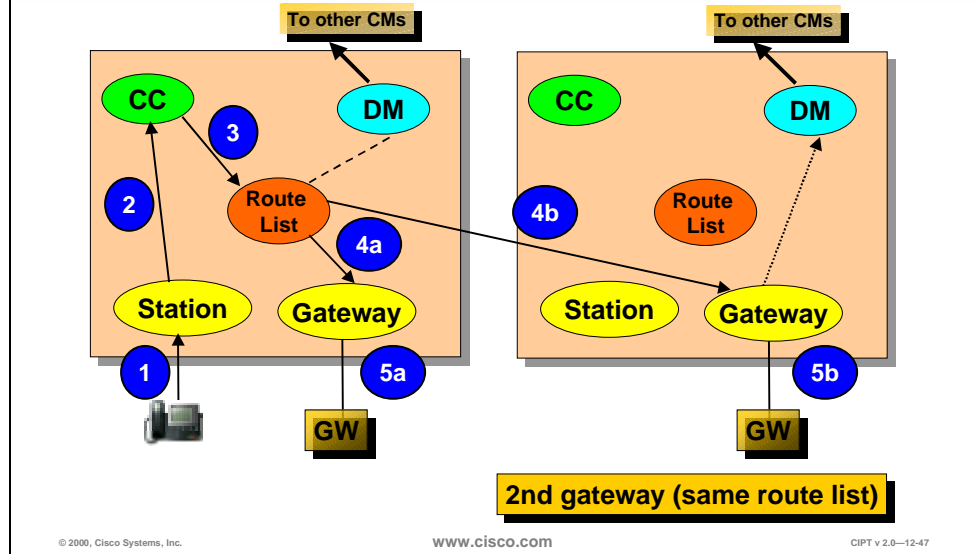 To other CMs
To other CMs
CC
DM
3
2
Route
List
4a
Station
Gateway
1
5a
GW
CC
DM
4b
Route
List
Station
Gateway
5b
GW
2nd gateway (same route list)
© 2000, Cisco Systems, Inc.
www.cisco.com
CIPT v 2.0—12-47